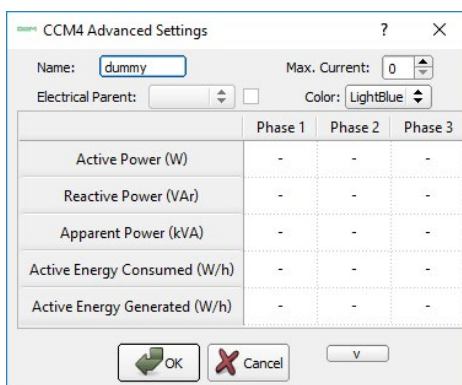 CCM4 Advanced Settings ?
Name: dummy Max. Current: 0
Electrical Parent: Color: LightBlue
Phase 1 Phase 2 Phase 3
Active Power (W) - - -
Reactive Power (VAr) - - -
Apparent Power (kVA) - - -
Active Energy Consumed (W/h) - - -
Active Energy Generated (W/h) - - -
OK Cancel v